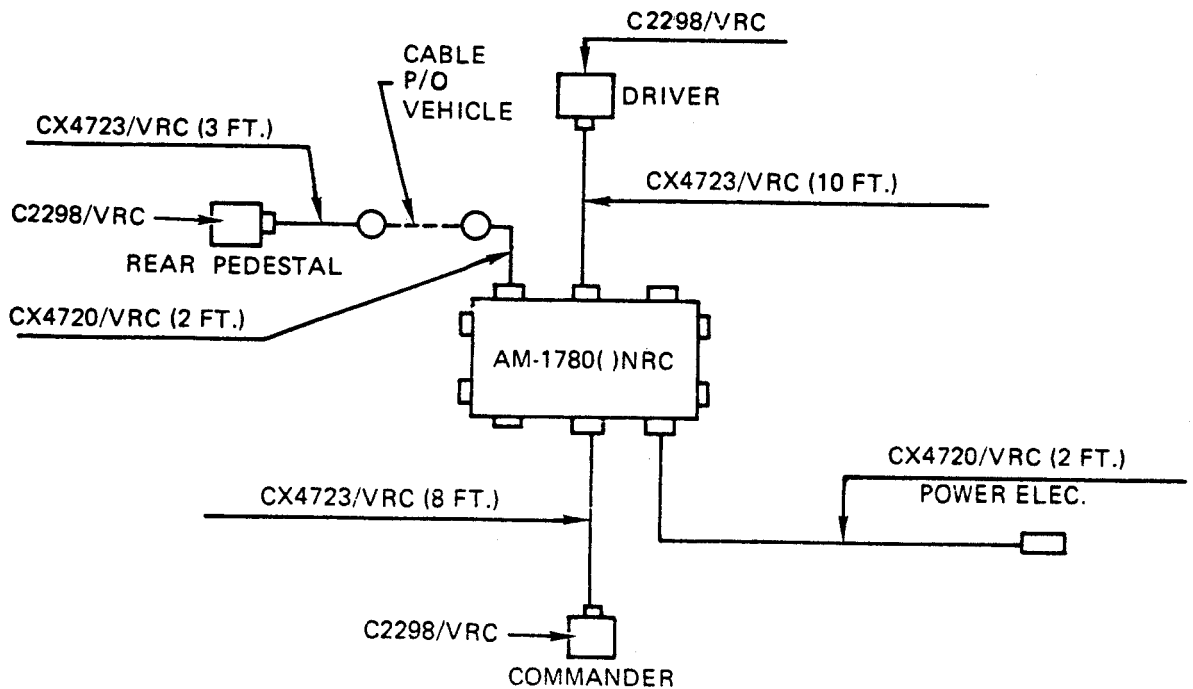 C2298/VRC
CABLE
P/O
VEHICLE
DRIVER
CX4723/VRC (3 FT.)
CX4723/VRC (10 FT.)
C2298/VRC
REAR PEDESTAL
CX4720/VRC (2 FT.)
AM-1780( )NRC
CX4720/VRC (2 FT.)
POWER ELEC.
CX4723/VRC (8 FT.)
C2298/VRC
COMMANDER